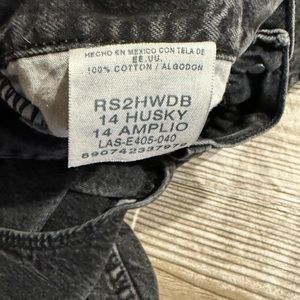 HECHO EN MEXICO CON TELA DE
EE.UU.
100% COTTON / ALGODON
RS2HWDB
14 HUSKY
14 AMPLIO
LAS-E405-040